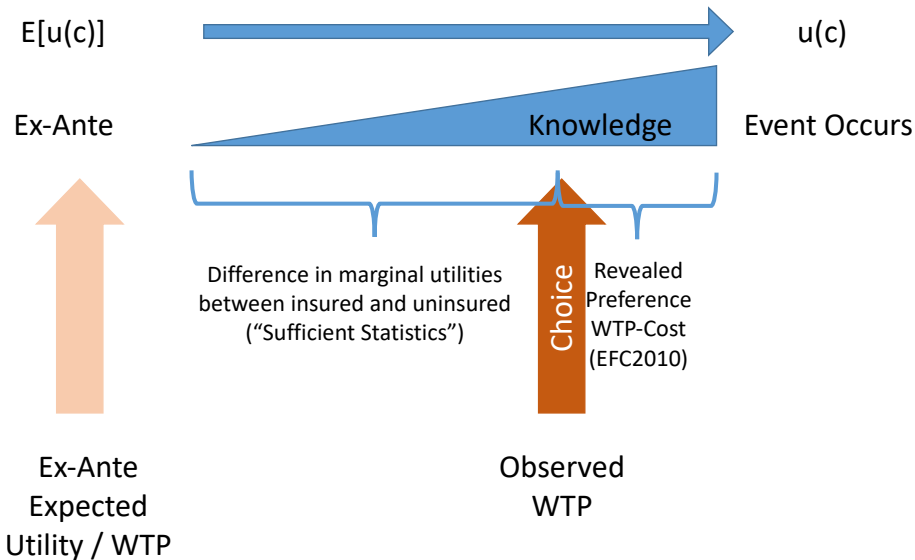 E[u(c)]
u(c)
Ex-Ante
Knowledge
Event Occurs
Difference in marginal utilities
between insured and uninsured
(“Sufficient Statistics”)
Choice
Revealed
Preference
WTP-Cost
(EFC2010)
Ex-Ante
Expected
Utility / WTP
Observed
WTP